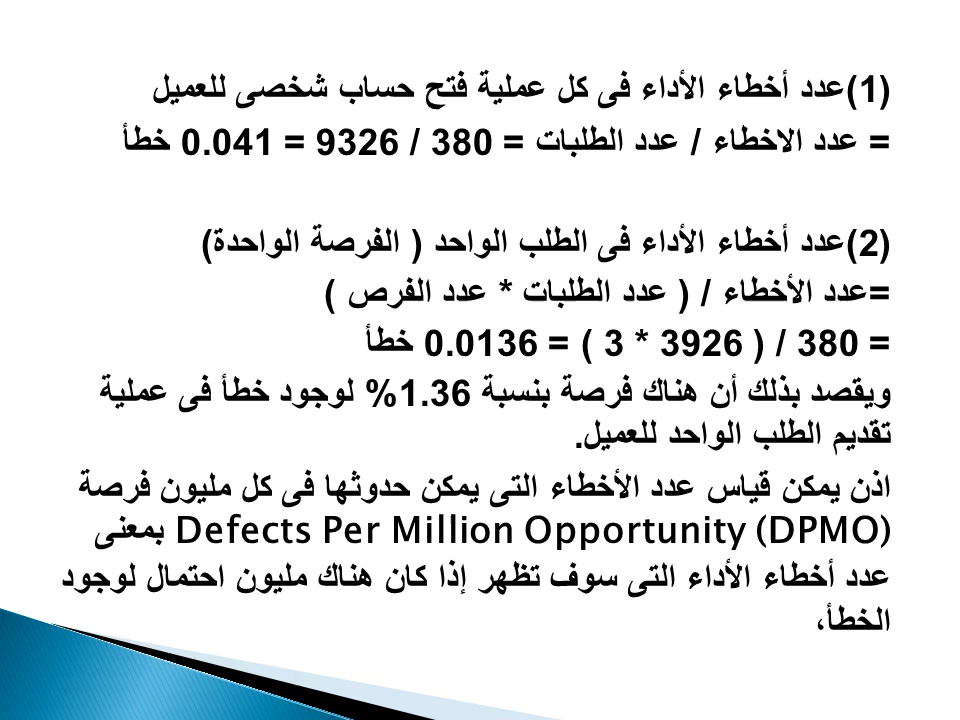 (1)عدد أخطاء الأداء فى كل عملية فتح حساب شخصى للعميل
= عدد الاخطاء / عدد الطلبات = 380 / 9326 = 0.041 خطأ
(2)عدد أخطاء الأداء فى الطلب الواحد ( الفرصة الواحدة)
=عدد الأخطاء / ( عدد الطلبات * عدد الفرص )
= 380 / ( 3926 * 3 ) = 0.0136 خطأ
ويقصد بذلك أن هناك فرصة بنسبة 1.36% لوجود خطأ فى عملية
تقديم الطلب الواحد للعميل.
اذن يمكن قياس عدد الأخطاء التى يمكن حدوثها فى كل مليون فرصة
Defects Per Million Opportunity (DPMO) بمعنى
عدد أخطاء الأداء التى سوف تظهر إذا كان هناك مليون احتمال لوجود
الخطأ،